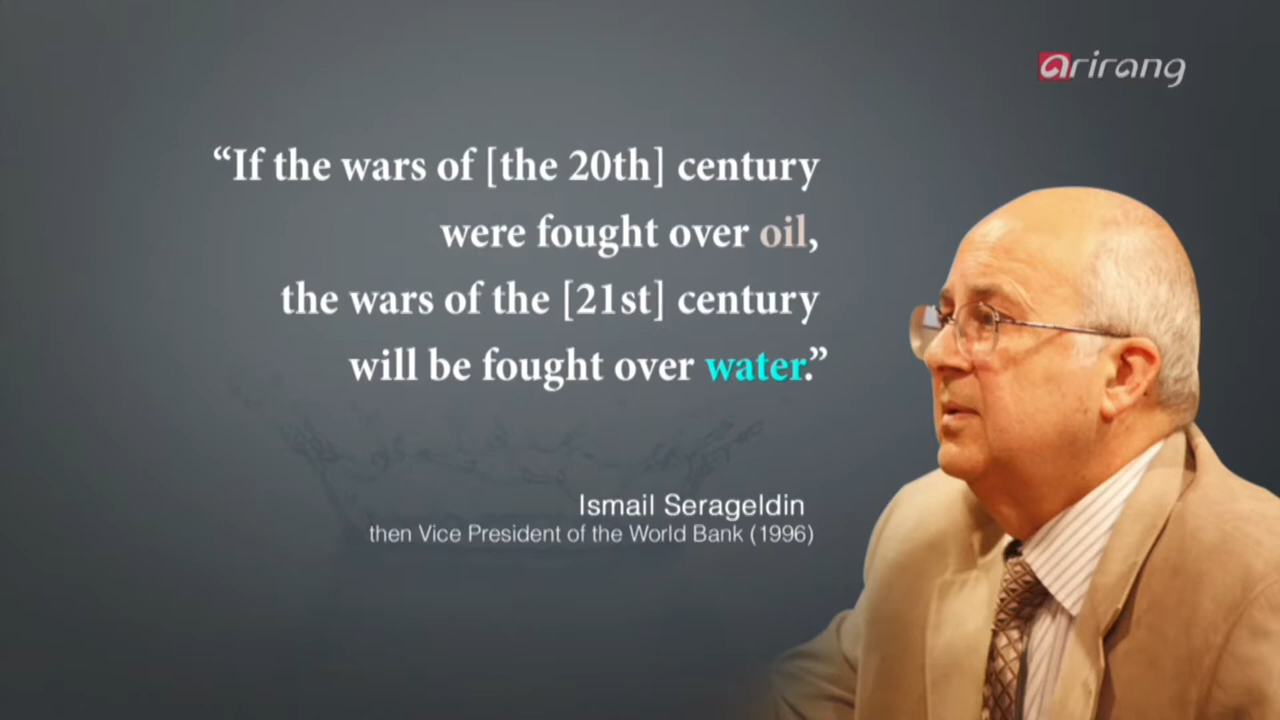 arirang
“If the wars of [the 20th] century
were fought over oil,
the wars of the [21st] century
will be fought over water.”
Ismail Serageldin
then Vice President of the World Bank (1996)